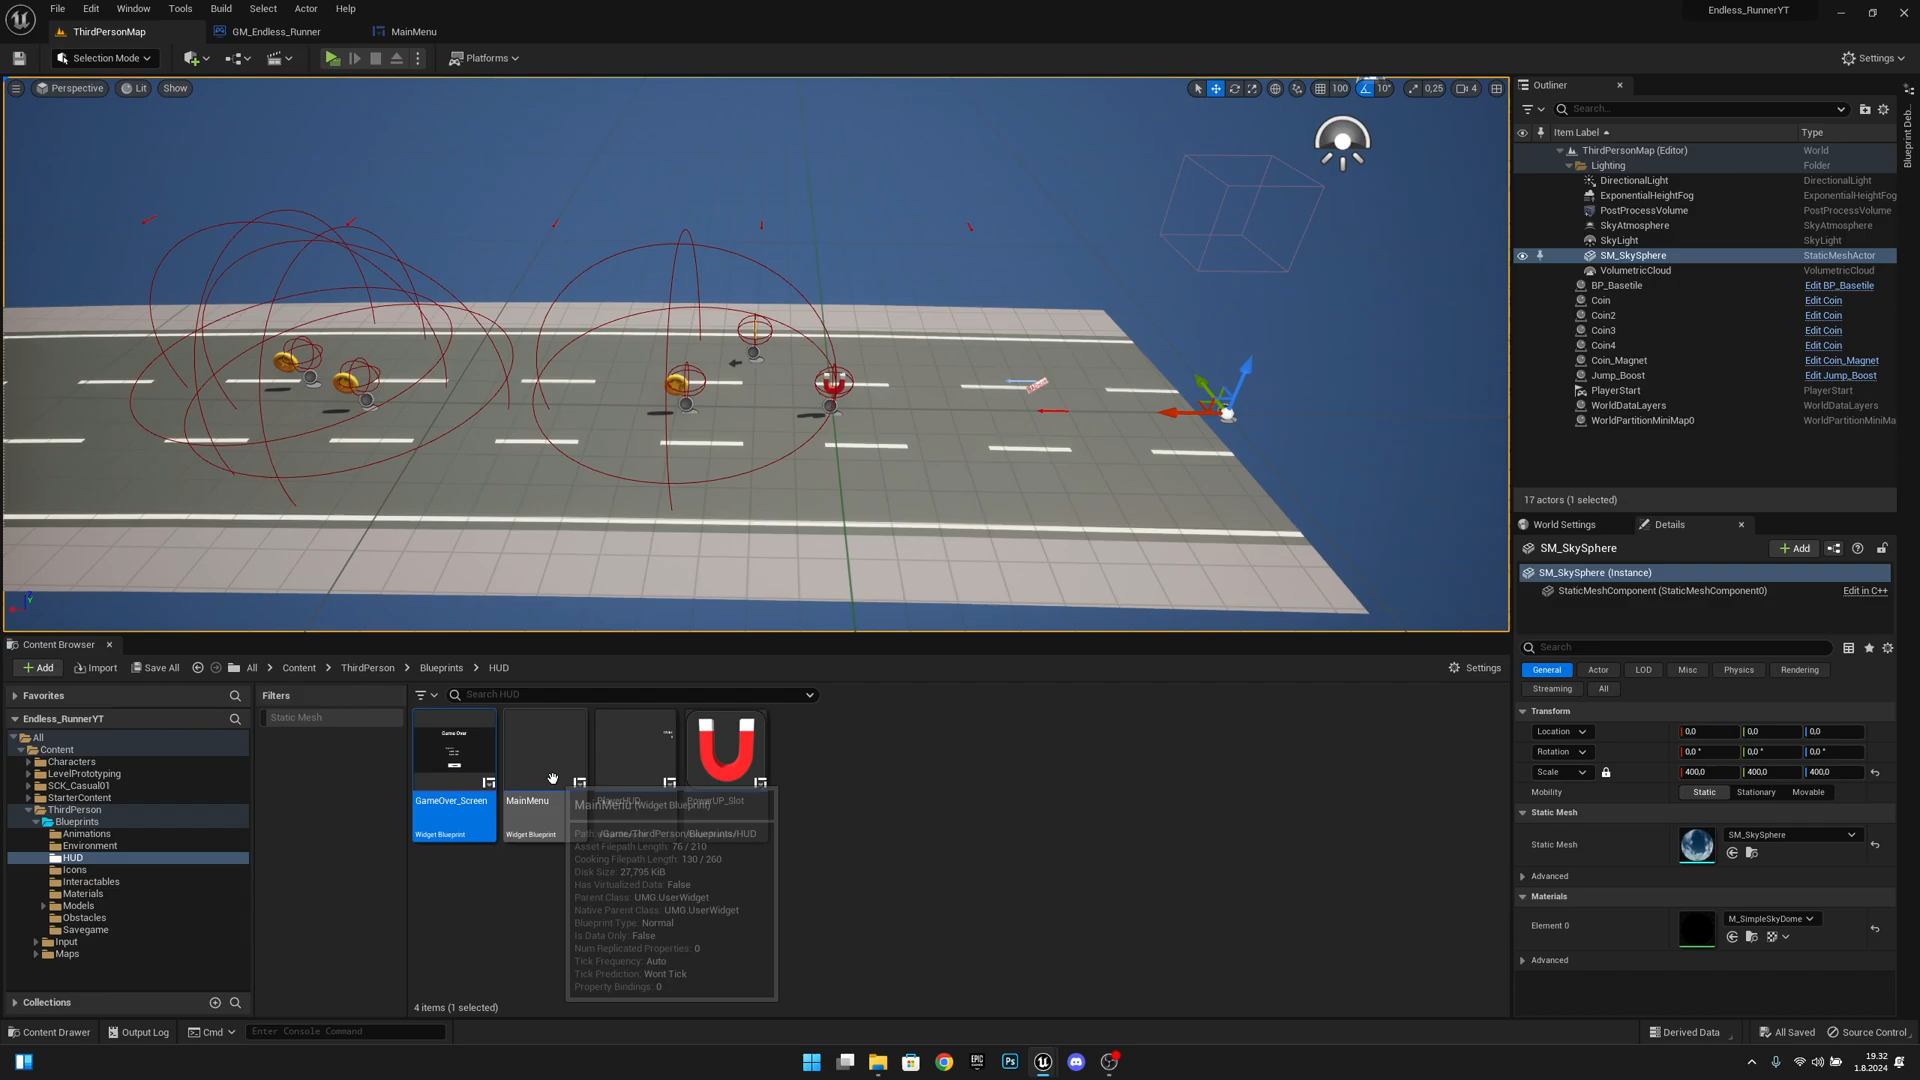 File Edit Window Tools Build Select Actor Help
Endless_RunnerYT
ThirdPersonMap GM_Endless_Runner MainMenu
Selection Mode Platforms Settings
Perspective Lit Show 100 10° 0,25 4
Outliner
Search...
Item Label Type
ThirdPersonMap (Editor) World
Lighting Folder
DirectionalLight DirectionalLight
ExponentialHeightFog ExponentialHeightFog
PostProcessVolume PostProcessVolume
SkyAtmosphere SkyAtmosphere
SkyLight SkyLight
SM_SkySphere StaticMeshActor
VolumetricCloud VolumetricCloud
BP_Basetile Edit BP_Basetile
Coin Edit Coin
Coin2 Edit Coin
Coin3 Edit Coin
Coin4 Edit Coin
Coin_Magnet Edit Coin_Magnet
Jump_Boost Edit Jump_Boost
PlayerStart PlayerStart
WorldDataLayers WorldDataLayers
WorldPartitionMiniMap0 WorldPartitionMiniMa
17 actors (1 selected)
Blueprint Deb...
World Settings Details
SM_SkySphere Add
SM_SkySphere (Instance)
StaticMeshComponent (StaticMeshComponent0) Edit in C++
Search
General Actor LOD Misc Physics Rendering
Streaming All
Transform
Location 0,0 0,0 0,0
Rotation 0,0 ° 0,0 ° 0,0 °
Scale 400,0 400,0 400,0
Mobility Static Stationary Movable
Static Mesh
Static Mesh SM_SkySphere
Advanced
Materials
Element 0 M_SimpleSkyDome
Advanced
Content Browser
Add Import Save All All Content ThirdPerson Blueprints HUD Settings
Favorites
Endless_RunnerYT
All
Content
Characters
LevelPrototyping
SCK_Casual01
StarterContent
ThirdPerson
Blueprints
Animations
Environment
HUD
Icons
Interactables
Materials
Models
Obstacles
Savegame
Input
Maps
Collections
Filters
Static Mesh
Search HUD
Game Over
GameOver_Screen
Widget Blueprint
MainMenu
Widget Blueprint
PowerUP_Slot
MainMenu (Widget Blueprint)
Path: /Game/ThirdPerson/Blueprints/HUD
Asset Filepath Length: 76 / 210
Cooking Filepath Length: 130 / 260
Disk Size: 27,795 KiB
Has Virtualized Data: False
Parent Class: UMG.UserWidget
Native Parent Class: UMG.UserWidget
Blueprint Type: Normal
Is Data Only: False
Num Replicated Properties: 0
Tick Frequency: Auto
Tick Prediction: Wont Tick
Property Bindings: 0
4 items (1 selected)
Content Drawer Output Log Cmd Enter Console Command Derived Data All Saved Source Control
19.32
1.8.2024